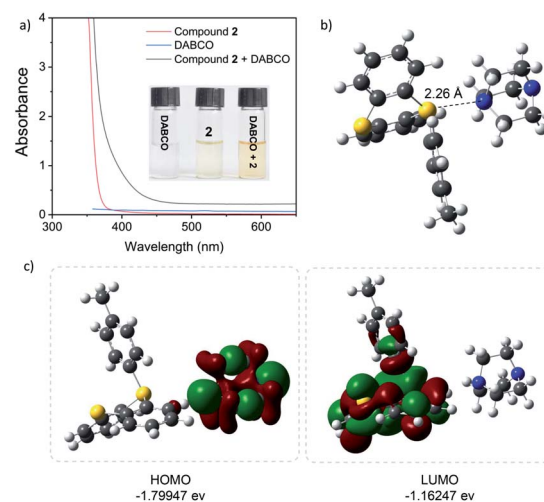 a)
4
3
2
1
0
Absorbance
300
400
500
600
Wavelength (nm)
Compound 2
DABCO
Compound 2 + DABCO
DABCO
2
DABCO + 2
b)
2.26 Å
c)
HOMO
-1.79947 ev
LUMO
-1.16247 ev